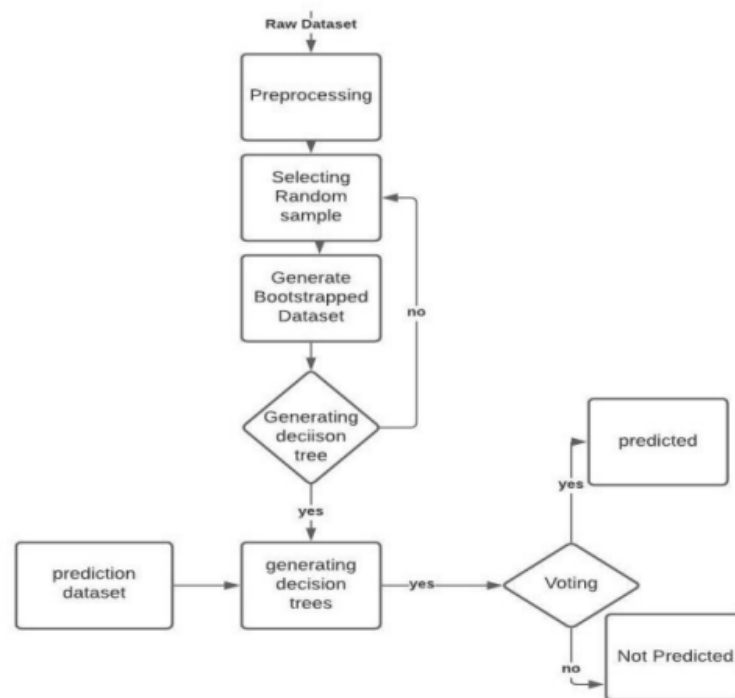 Raw Dataset
Preprocessing
Selecting
Random
sample
Generate
Bootstrapped
Dataset
no
Generating
deciison
tree
yes
predicted
yes
prediction
dataset
generating
decision
trees
yes
Voting
no
Not Predicted